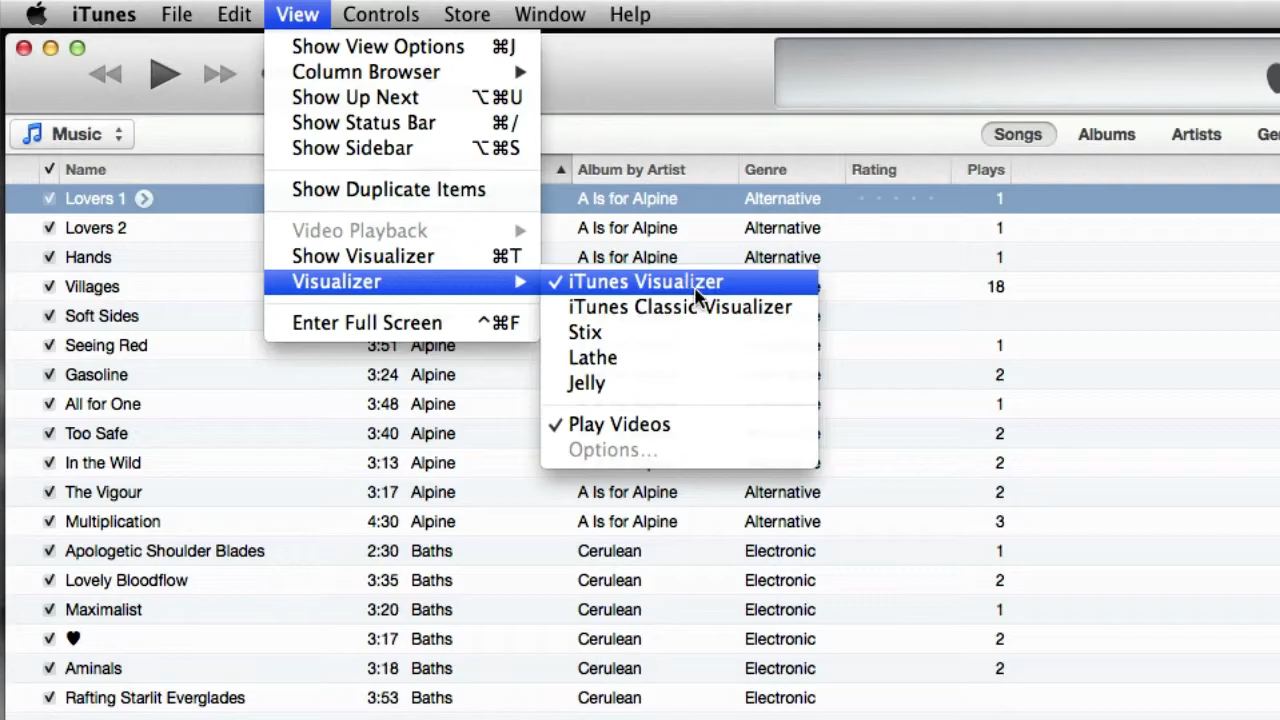 iTunes File Edit View Controls Store Window Help
Show View Options ⌘J
Column Browser
Show Up Next ⌥⌘U
Show Status Bar ⌘/
Show Sidebar ⌥⌘S
Show Duplicate Items
Video Playback
Show Visualizer ⌘T
Visualizer
Enter Full Screen ^⌘F
iTunes Visualizer
iTunes Classic Visualizer
Stix
Lathe
Jelly
Play Videos
Options...
Music Songs Albums Artists
Name Album by Artist Genre Rating Plays
Lovers 1 A Is for Alpine Alternative 1
Lovers 2 A Is for Alpine Alternative 1
Hands A Is for Alpine Alternative 1
Villages 18
Soft Sides
Seeing Red 3:51 Alpine 1
Gasoline 3:24 Alpine 2
All for One 3:48 Alpine 1
Too Safe 3:40 Alpine 2
In the Wild 3:13 Alpine 2
The Vigour 3:17 Alpine A Is for Alpine Alternative 2
Multiplication 4:30 Alpine A Is for Alpine Alternative 3
Apologetic Shoulder Blades 2:30 Baths Cerulean Electronic 1
Lovely Bloodflow 3:35 Baths Cerulean Electronic 2
Maximalist 3:20 Baths Cerulean Electronic 1
♥ 3:17 Baths Cerulean Electronic 2
Aminals 3:18 Baths Cerulean Electronic 2
Rafting Starlit Everglades 3:53 Baths Cerulean Electronic